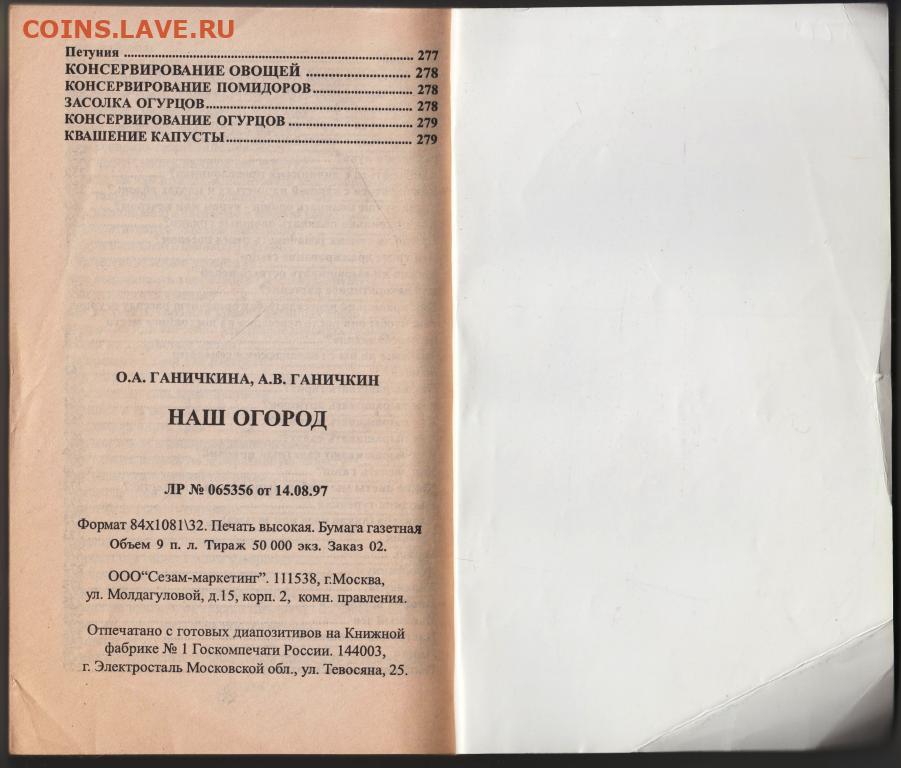 COINS.LAVE.RU
Петуния ........ 277
КОНСЕРВИРОВАНИЕ ОВОЩЕЙ ........ 278
КОНСЕРВИРОВАНИЕ ПОМИДОРОВ ........ 278
ЗАСОЛКА ОГУРЦОВ ........ 278
КОНСЕРВИРОВАНИЕ ОГУРЦОВ ........ 279
КВАШЕНИЕ КАПУСТЫ ........ 279
О.А. ГАНИЧКИНА, А.В. ГАНИЧКИН
НАШ ОГОРОД
ЛР № 065356 от 14.08.97
Формат 84х1081\32. Печать высокая. Бумага газетная
Объем 9 п. л. Тираж 50 000 экз. Заказ 02.
ООО“Сезам-маркетинг”. 111538, г.Москва,
ул. Молдагуловой, д.15, корп. 2, комн. правления.
Отпечатано с готовых диапозитивов на Книжной
фабрике № 1 Госкомпечати России. 144003,
г. Электросталь Московской обл., ул. Тевосяна, 25.